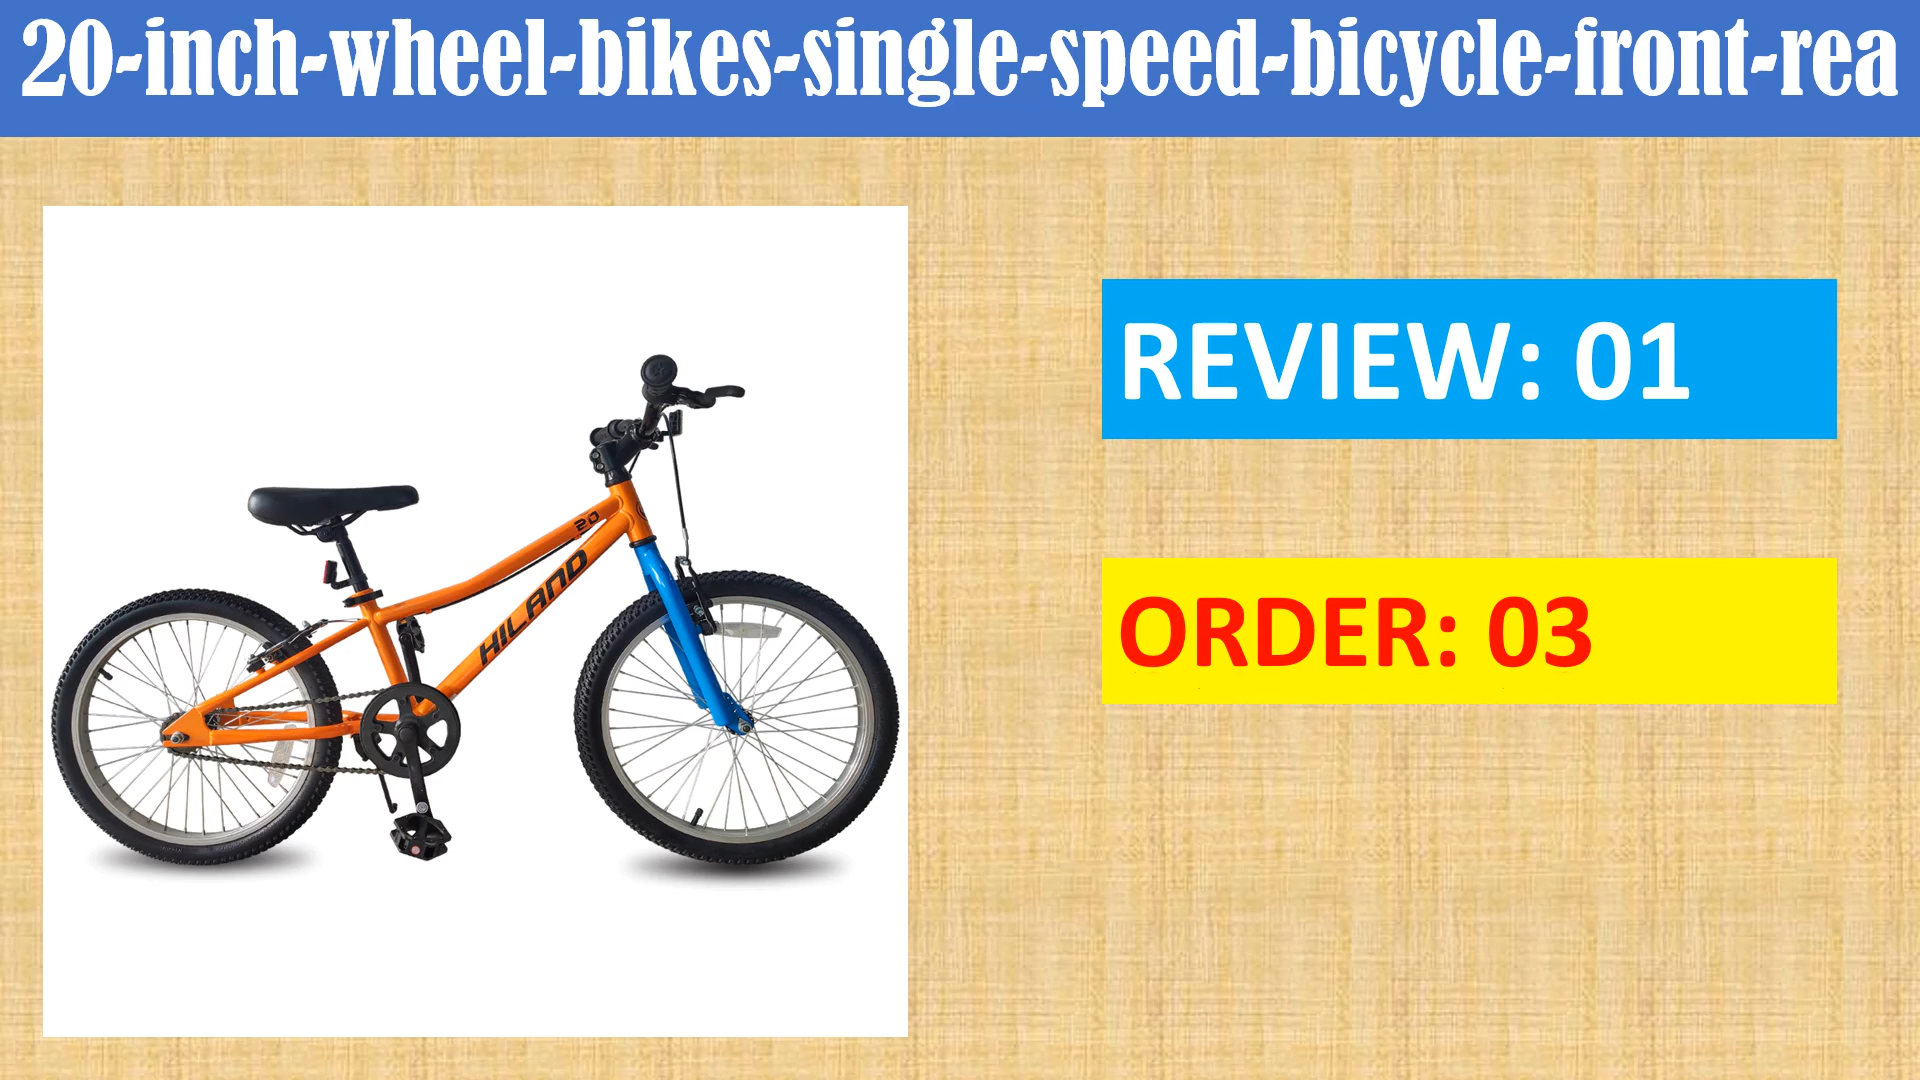 20-inch-wheel-bikes-single-speed-bicycle-front-rea
REVIEW: 01
ORDER: 03
20
HILAND